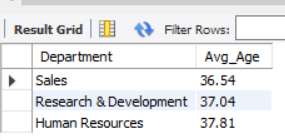 Result Grid Filter Rows:
Department Avg_Age
Sales 36.54
Research & Development 37.04
Human Resources 37.81